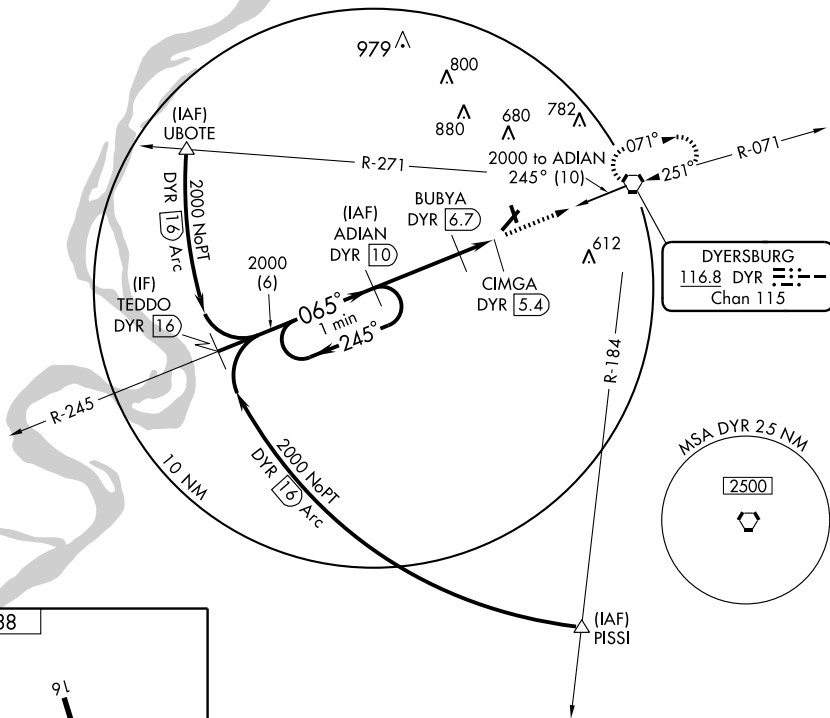 979
800
880
680
782
(IAF)
UBOTE
R-271
2000 to ADIAN
245° (10)
071°
251°
R-071
2000 NoPT
DYR 16 Arc
(IAF)
ADIAN
DYR 10
BUBYA
DYR 6.7
612
DYERSBURG
116.8 DYR
Chan 115
(IF)
TEDDO
DYR 16
2000
(6)
065°
1 min
245°
CIMGA
DYR 5.4
R-184
R-245
10 NM
2000 NoPT
DYR 16 Arc
MSA DYR 25 NM
2500
(IAF)
PISSI
38
16